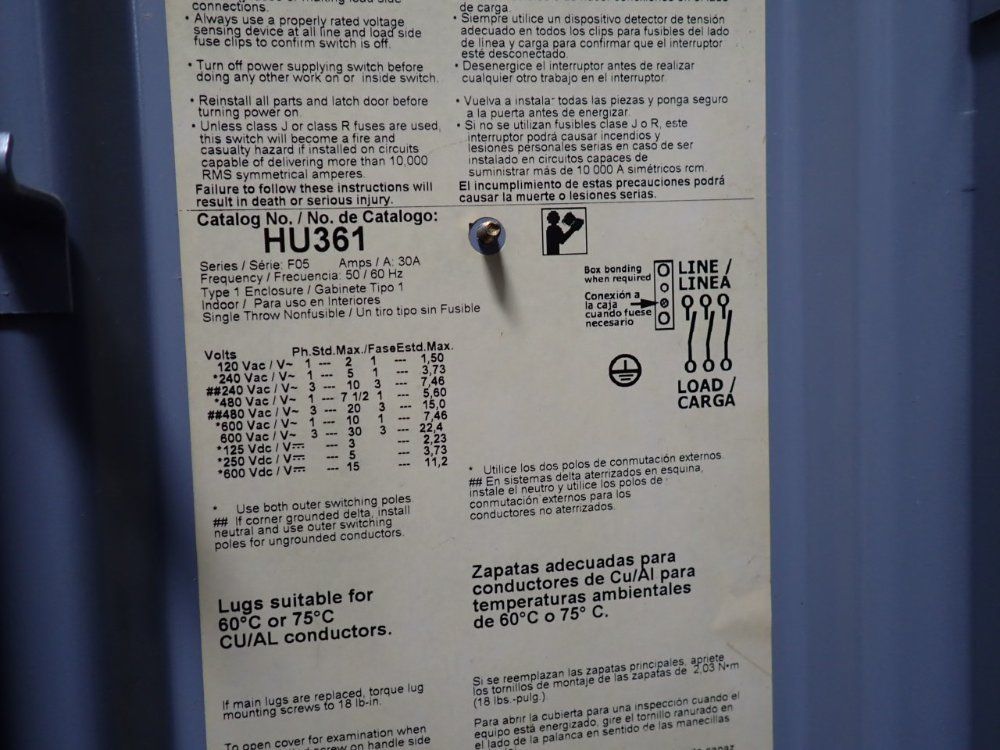 connections.
• Always use a properly rated voltage
sensing device at all line and load side
fuse clips to confirm switch is off.
• Turn off power supplying switch before
doing any other work on or inside switch.
• Reinstall all parts and latch door before
turning power on.
• Unless class J or class R fuses are used,
this switch will become a fire and
casualty hazard if installed on circuits
capable of delivering more than 10,000
RMS symmetrical amperes.
Failure to follow these instructions will
result in death or serious injury.
de carga.
• Siempre utilice un dispositivo detector de tensión
adecuado en todos los clips para fusibles del lado
de línea y carga para confirmar que el interruptor
esté desconectado.
• Desenergice el interruptor antes de realizar
cualquier otro trabajo en el interruptor.
• Vuelva a instalar todas las piezas y ponga seguro
a la puerta antes de energizar.
• Si no se utilizan fusibles clase J o R, este
interruptor podrá causar incendios y
lesiones personales serias en caso de ser
instalado en circuitos capaces de
suministrar más de 10 000 A simétricos rcm.
El incumplimiento de estas precauciones podrá
causar la muerte o lesiones serias.
Catalog No. / No. de Catalogo:
HU361
Series / Série: F05 Amps / A: 30A
Frequency / Frecuencia: 50 / 60 Hz
Type 1 Enclosure / Gabinete Tipo 1
Indoor / Para uso en Interiores
Single Throw Nonfusible / Un tiro tipo sin Fusible
Box bonding
when required
Conexión a
la caja
cuando fuese
necesario
LINE /
LINEA
LOAD /
CARGA
Volts Ph.Std.Max./FaseEstd.Max.
120 Vac / V~ 1 --- 2 1 --- 1,50
*240 Vac / V~ 1 --- 5 1 --- 3,73
##240 Vac / V~ 3 --- 10 3 --- 7,46
*480 Vac / V~ 1 --- 7 1/2 1 --- 5,60
##480 Vac / V~ 3 --- 20 3 --- 15,0
*600 Vac / V~ 1 --- 10 1 --- 7,46
600 Vac / V~ 3 --- 30 3 --- 22,4
*125 Vdc / V --- 3 --- 2,23
*250 Vdc / V --- 5 --- 3,73
*600 Vdc / V --- 15 --- 11,2
* Use both outer switching poles
## If corner grounded delta, install
neutral and use outer switching
poles for ungrounded conductors.
* Utilice los dos polos de conmutación externos.
## En sistemas delta aterrizados en esquina,
instale el neutro y utilice los polos de
conmutación externos para los
conductores no aterrizados.
Lugs suitable for
60°C or 75°C
CU/AL conductors.
Zapatas adecuadas para
conductores de Cu/Al para
temperaturas ambientales
de 60°C o 75° C.
If main lugs are replaced, torque lug
mounting screws to 18 lb-in.
To open cover for examination when
screw on handle side
Si se reemplazan las zapatas principales, apriete
los tornillos de montaje de las zapatas de 2,03 N•m
(18 lbs.-pulg.)
Para abrir la cubierta para una inspección cuando el
equipo está energizado, gire el tornillo ranurado en
el lado de la palanca en sentido de las manecillas